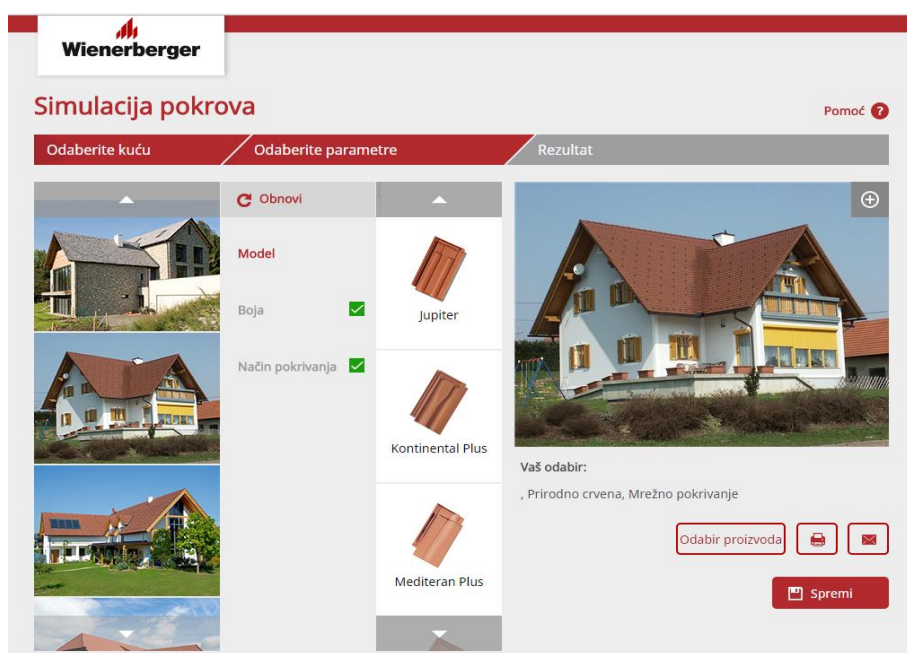 Wienerberger
Simulacija pokrova
Pomoć ?
Odaberite kuću
Odaberite parametre
Rezultat
Obnovi
Model
Boja
Način pokrivanja
Jupiter
Kontinental Plus
Mediteran Plus
Vaš odabir:
, Prirodno crvena, Mrežno pokrivanje
Odabir proizvoda
Spremi